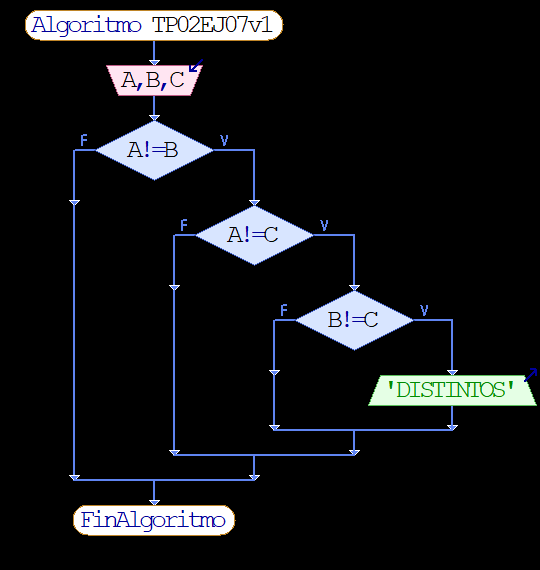 Algoritmo TP02EJ07v1
A,B,C
F
A!=B
V
F
A!=C
V
F
B!=C
V
'DISTINTOS'
FinAlgoritmo